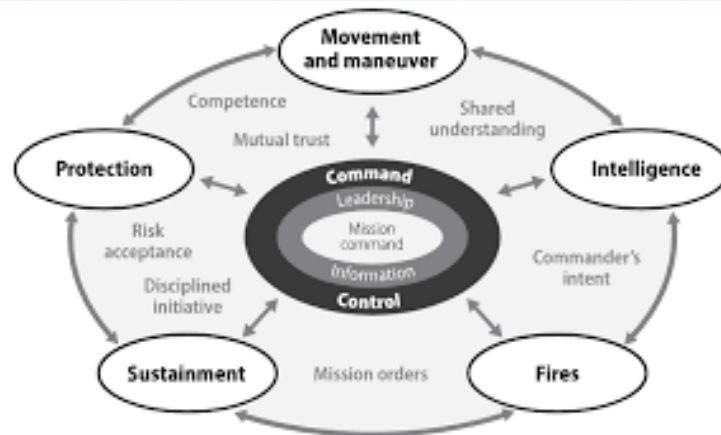 Movement
and maneuver
Competence
Shared
understanding
Mutual trust
Protection
Command
Leadership
Mission
command
Information
Control
Intelligence
Risk
acceptance
Commander's
intent
Disciplined
initiative
Sustainment
Mission orders
Fires